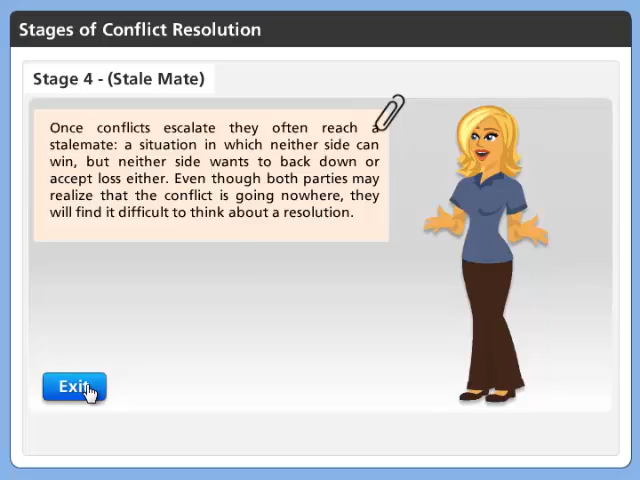 Stages of Conflict Resolution
Stage 4 - (Stale Mate)
Once conflicts escalate they often reach a
stalemate: a situation in which neither side can
win, but neither side wants to back down or
accept loss either. Even though both parties may
realize that the conflict is going nowhere, they
will find it difficult to think about a resolution.
Exit